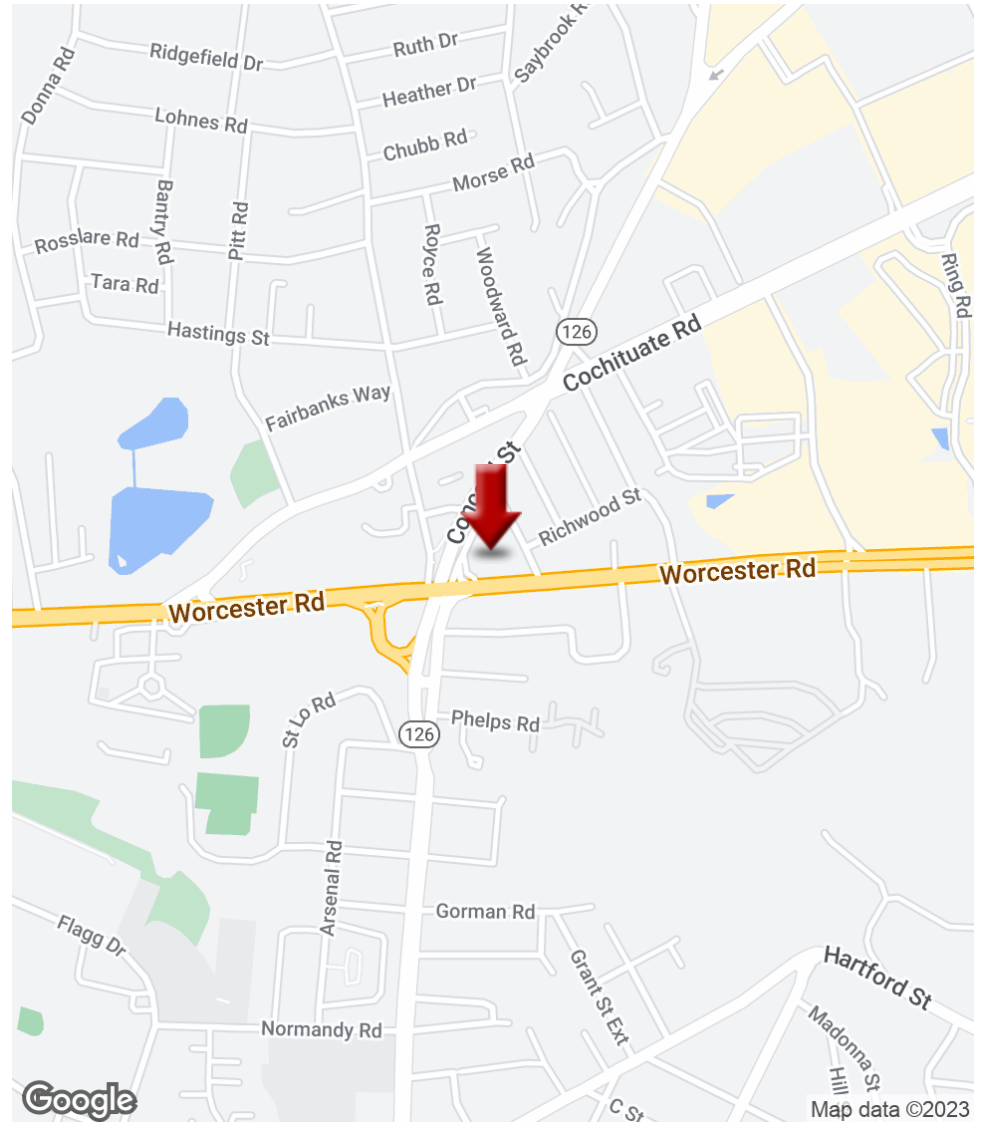 Saybrook R
Ruth Dr
Ridgefield Dr
Donna Rd
Heather Dr
Lohnes Rd
Chubb Rd
Morse Rd
Bantry Rd
Pitt Rd
Rosslare Rd
Royce Rd
Woodward Rd
Ring Rd
Tara Rd
Hastings St
126
Cochituate Rd
Fairbanks Way
St
Richwood St
Worcester Rd
Worcester Rd
St Lo Rd
Phelps Rd
126
Arsenal Rd
Gorman Rd
Flagg Dr
Grant St Ext
Hartford St
Normandy Rd
Madonna St
Hill
C St
Google
Map data ©2023